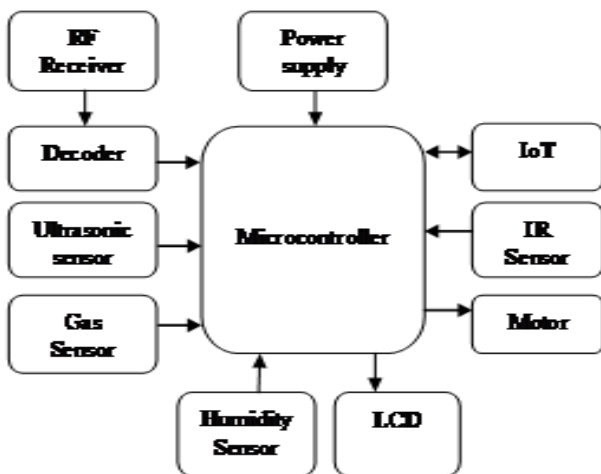 RF
Receiver
Power
supply
Decoder
IoT
Ultrasonic
sensor
Microcontroller
IR
Sensor
Gas
Sensor
Motor
Humidity
Sensor
LCD